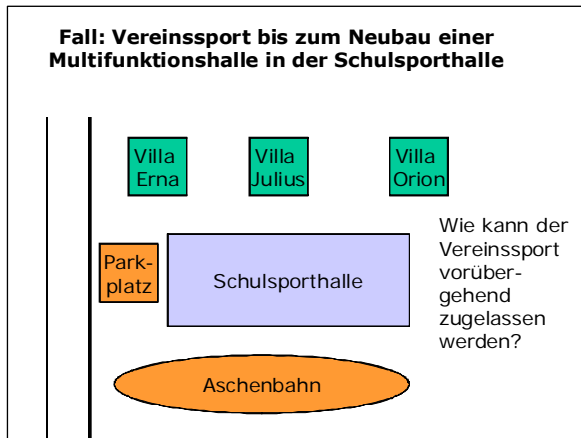 Fall: Vereinssport bis zum Neubau einer
Multifunktionshalle in der Schulsporthalle
Villa
Erna
Villa
Julius
Villa
Orion
Park-
platz
Schulsporthalle
Wie kann der
Vereinssport
vorüber-
gehend
zugelassen
werden?
Aschenbahn